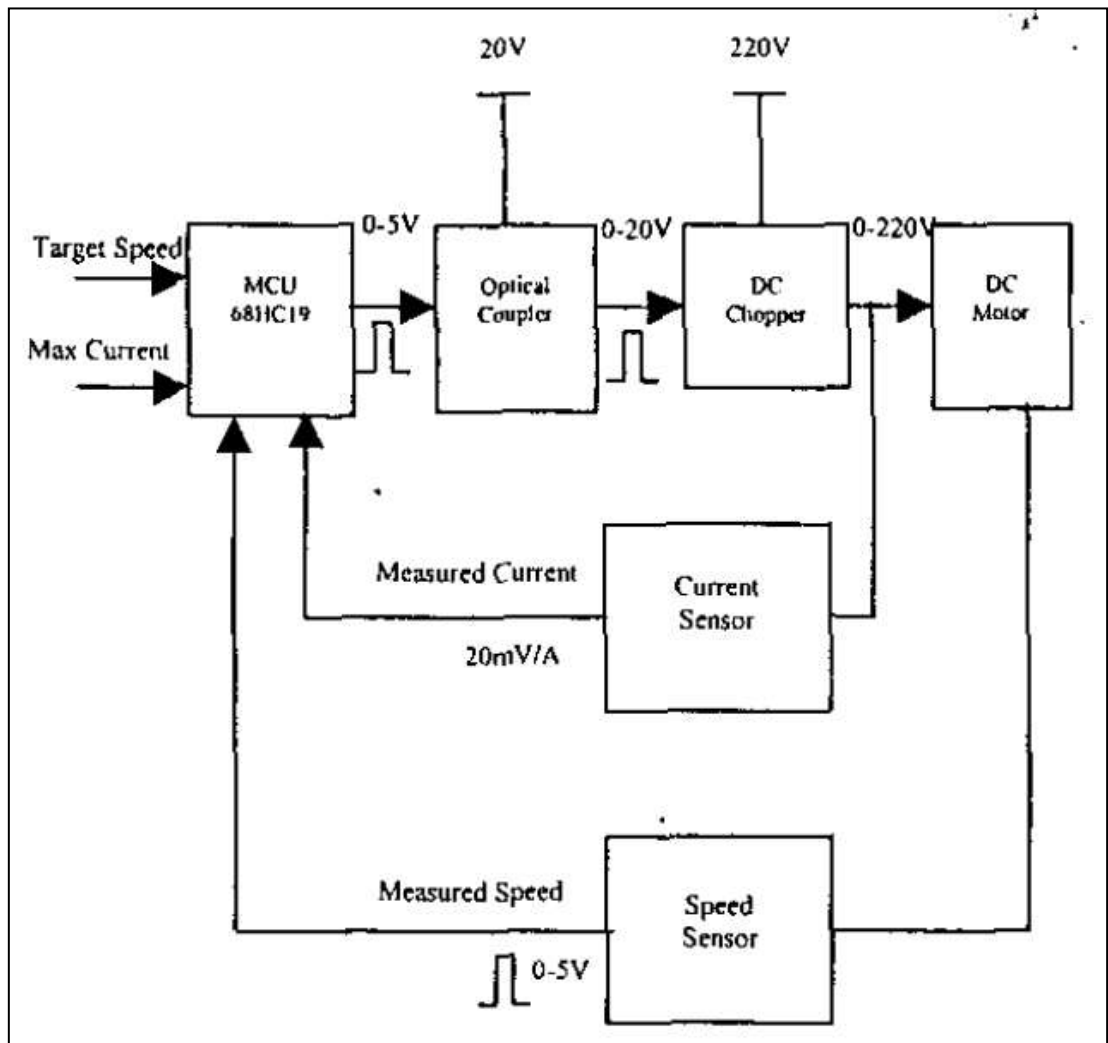 20V
220V
0-5V
0-20V
0-220V
Target Speed
MCU
68HC19
Optical
Coupler
DC
Chopper
DC
Motor
Max Current
Measured Current
20mV/A
Current
Sensor
Measured Speed
0-5V
Speed
Sensor